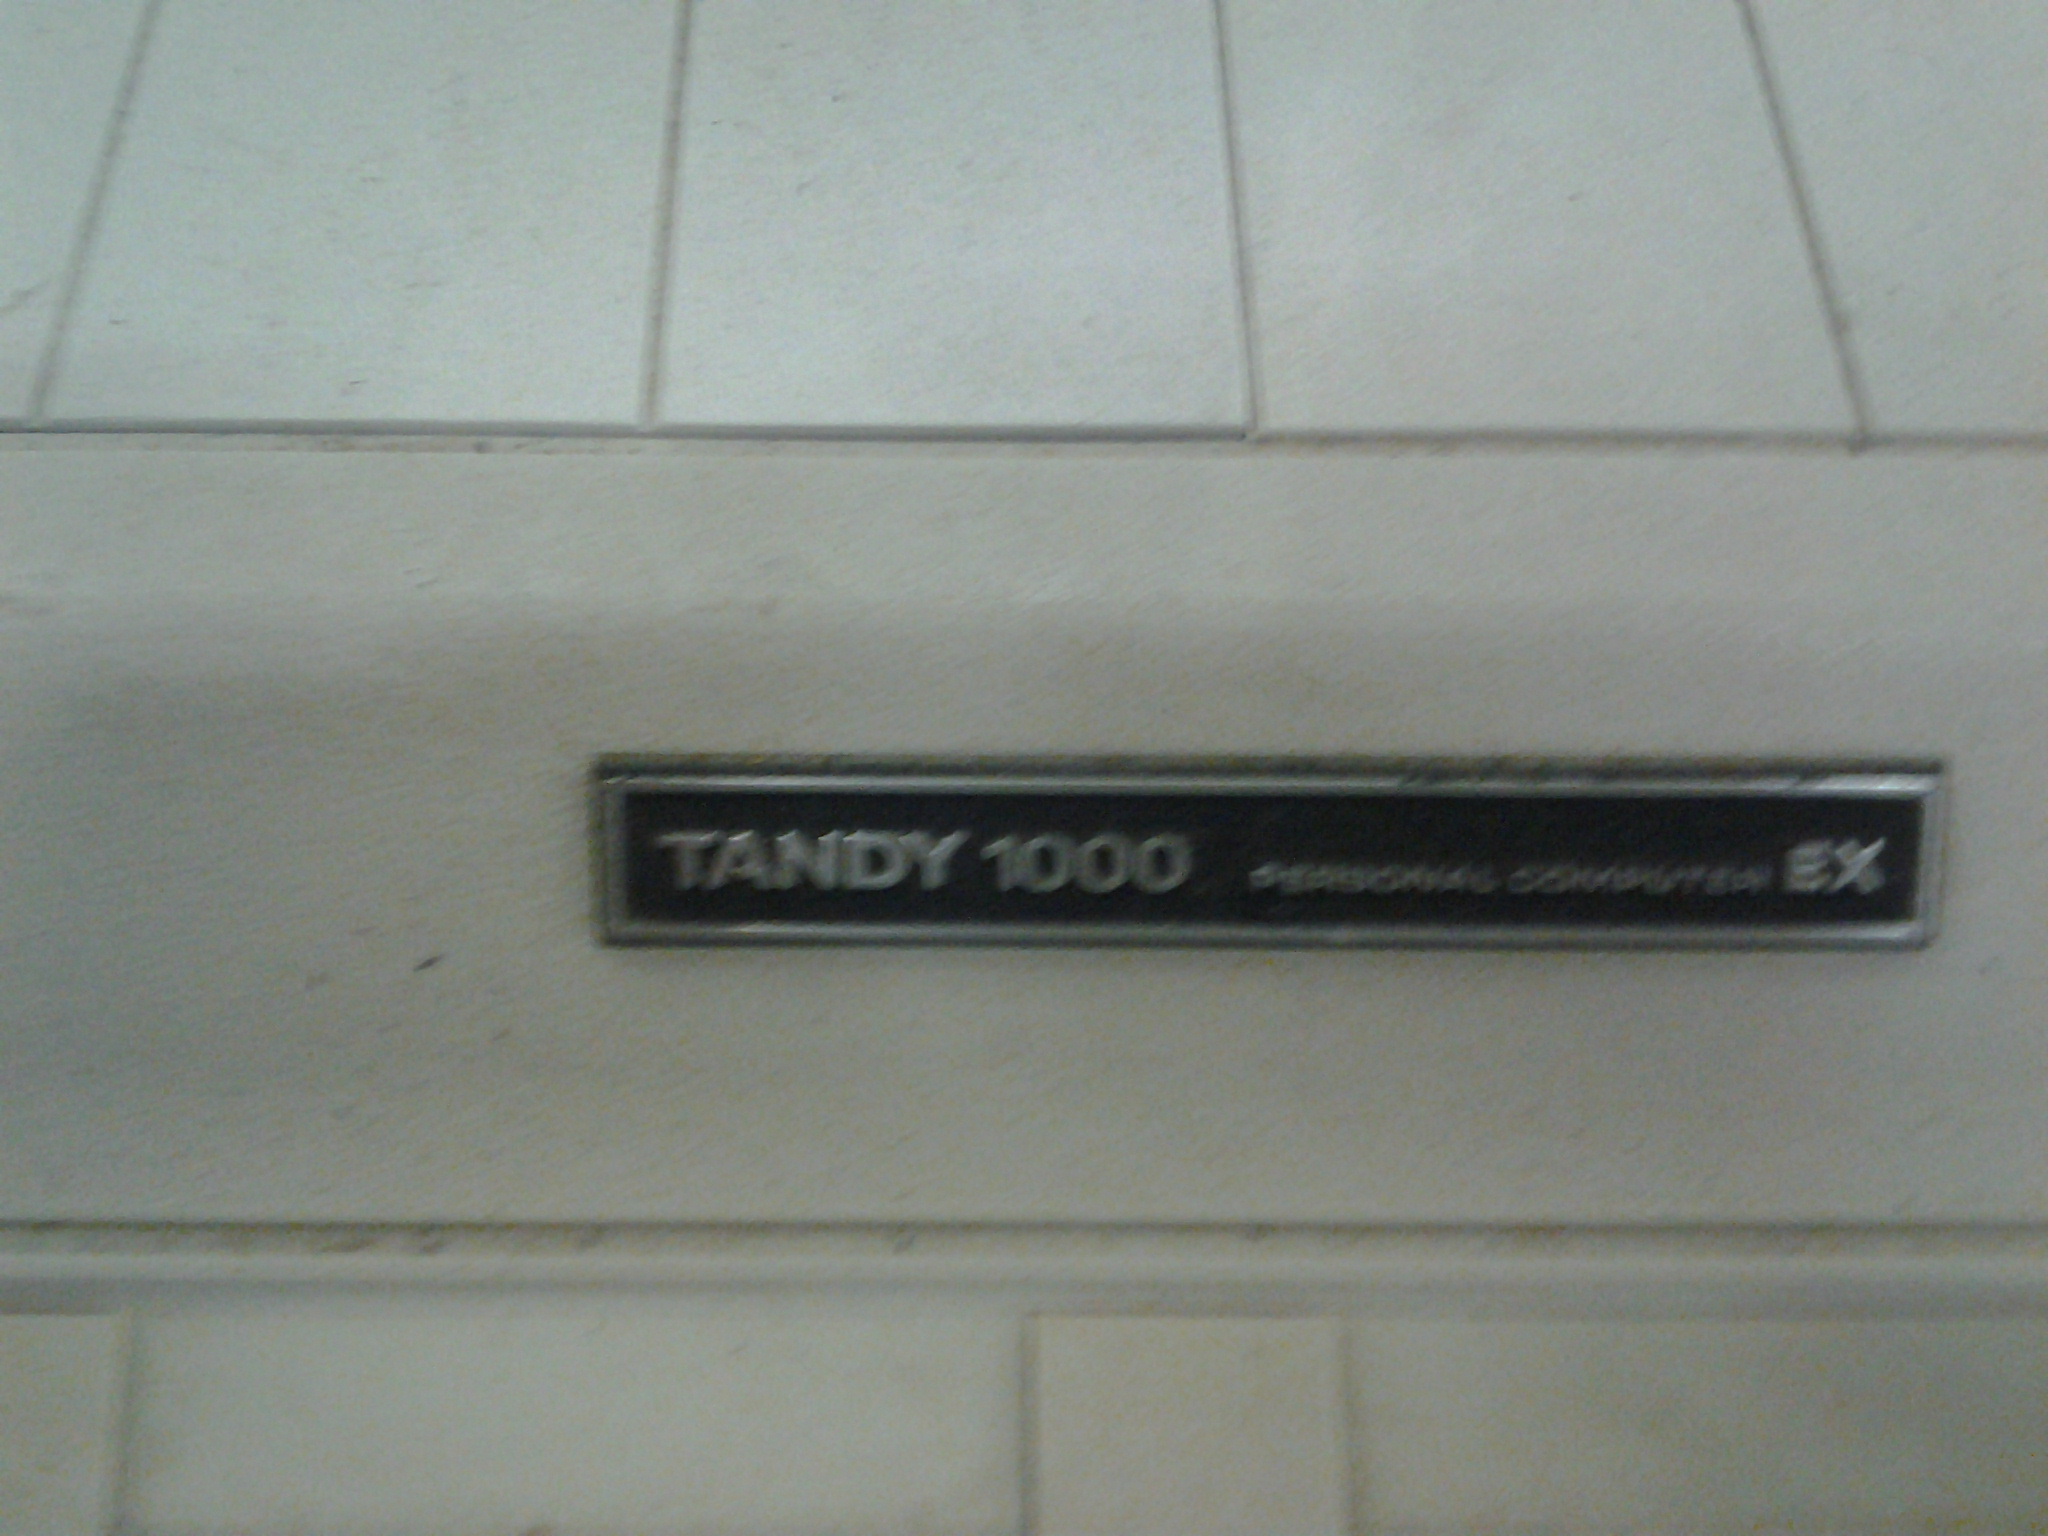 TANDY 1000 PERSONAL COMPUTER EX